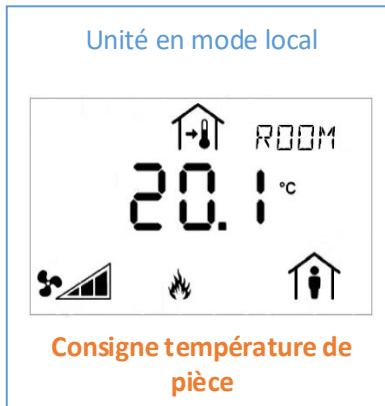 Unité en mode local
ROOM
20.1 °C
Consigne température de
pièce